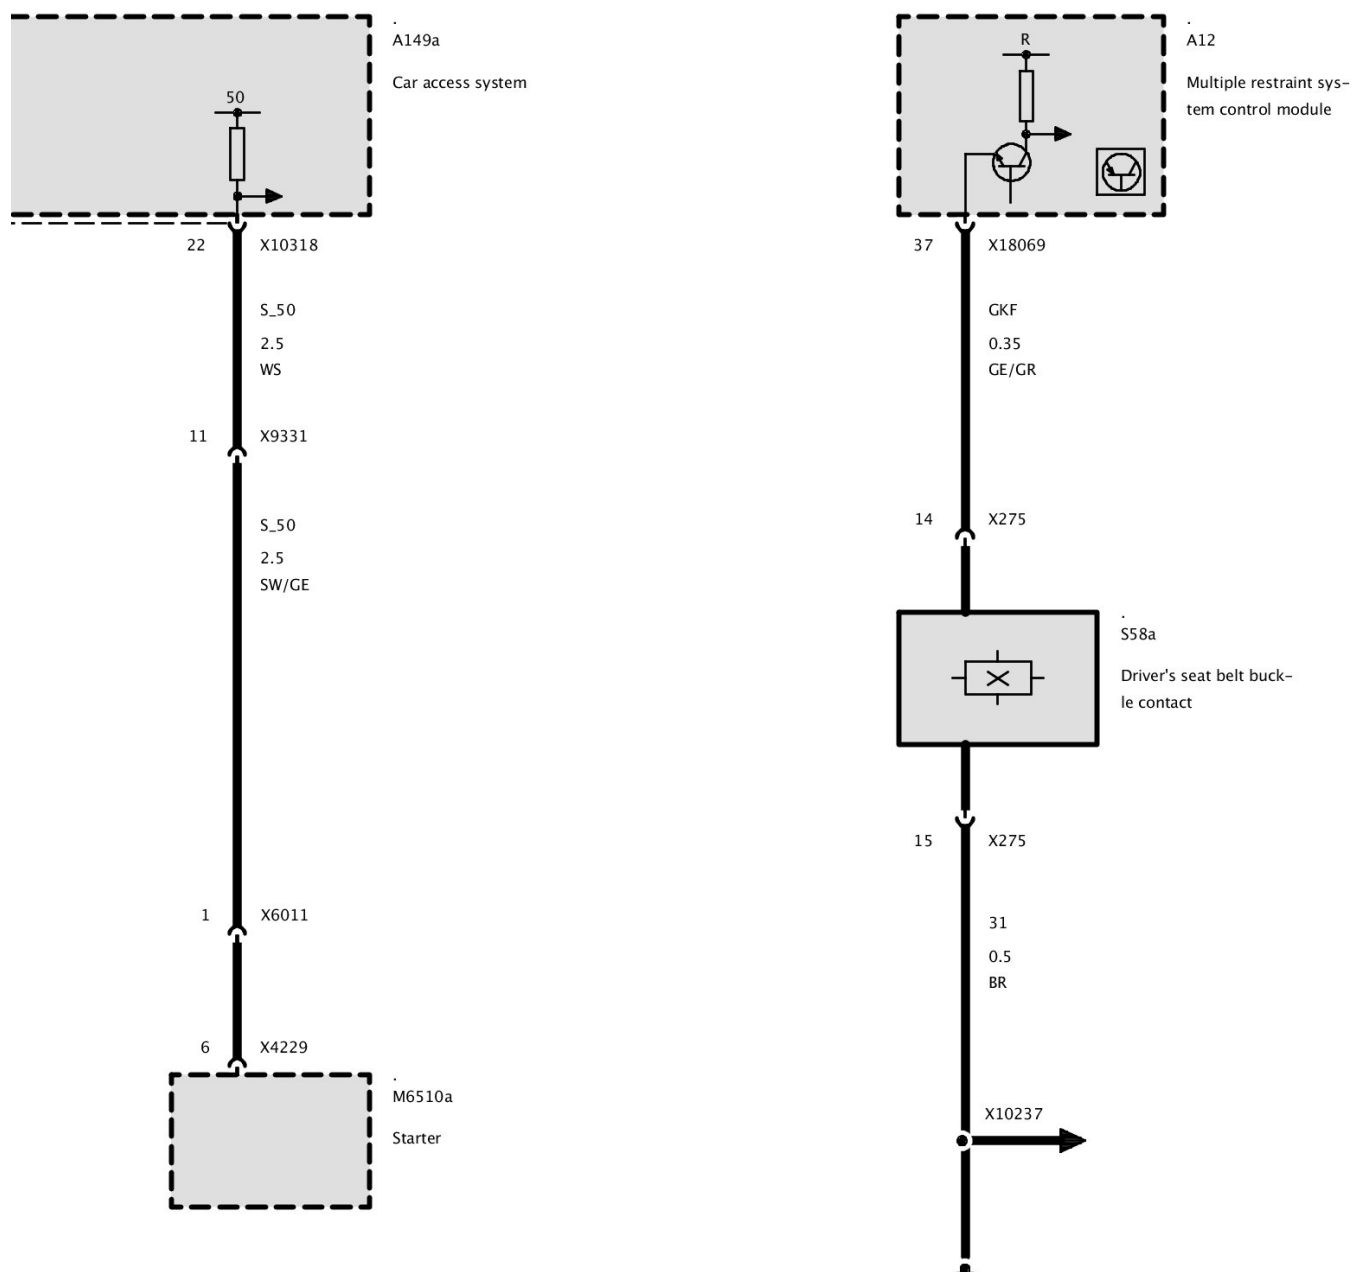 .
A149a
Car access system
50
22 X10318
S_50
2.5
WS
11 X9331
S_50
2.5
SW/GE
1 X6011
6 X4229
.
M6510a
Starter
.
A12
Multiple restraint sys-
tem control module
R
37 X18069
GKF
0.35
GE/GR
14 X275
.
S58a
Driver's seat belt buck-
le contact
15 X275
31
0.5
BR
X10237